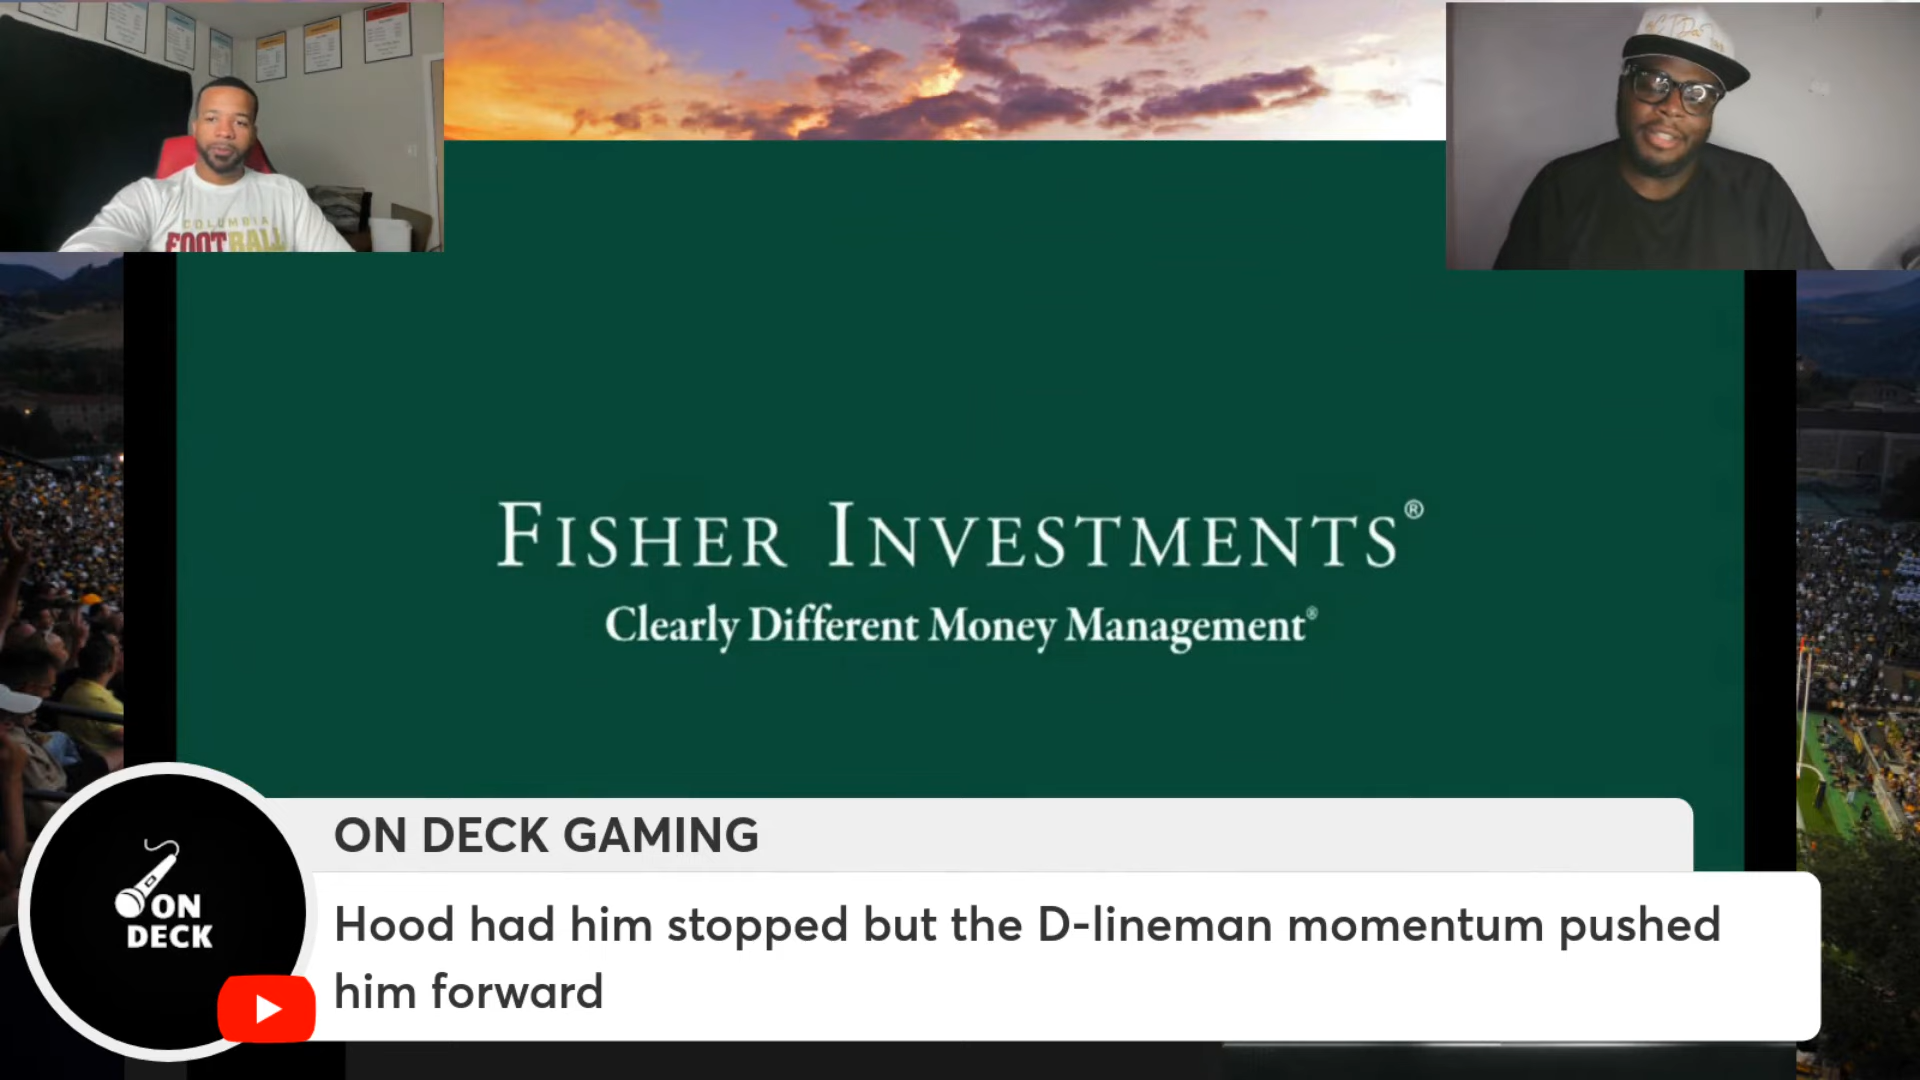 COLUMBIA
FOOTBALL
FISHER INVESTMENTS®
Clearly Different Money Management®
ON
DECK
ON DECK GAMING
Hood had him stopped but the D-lineman momentum pushed
him forward